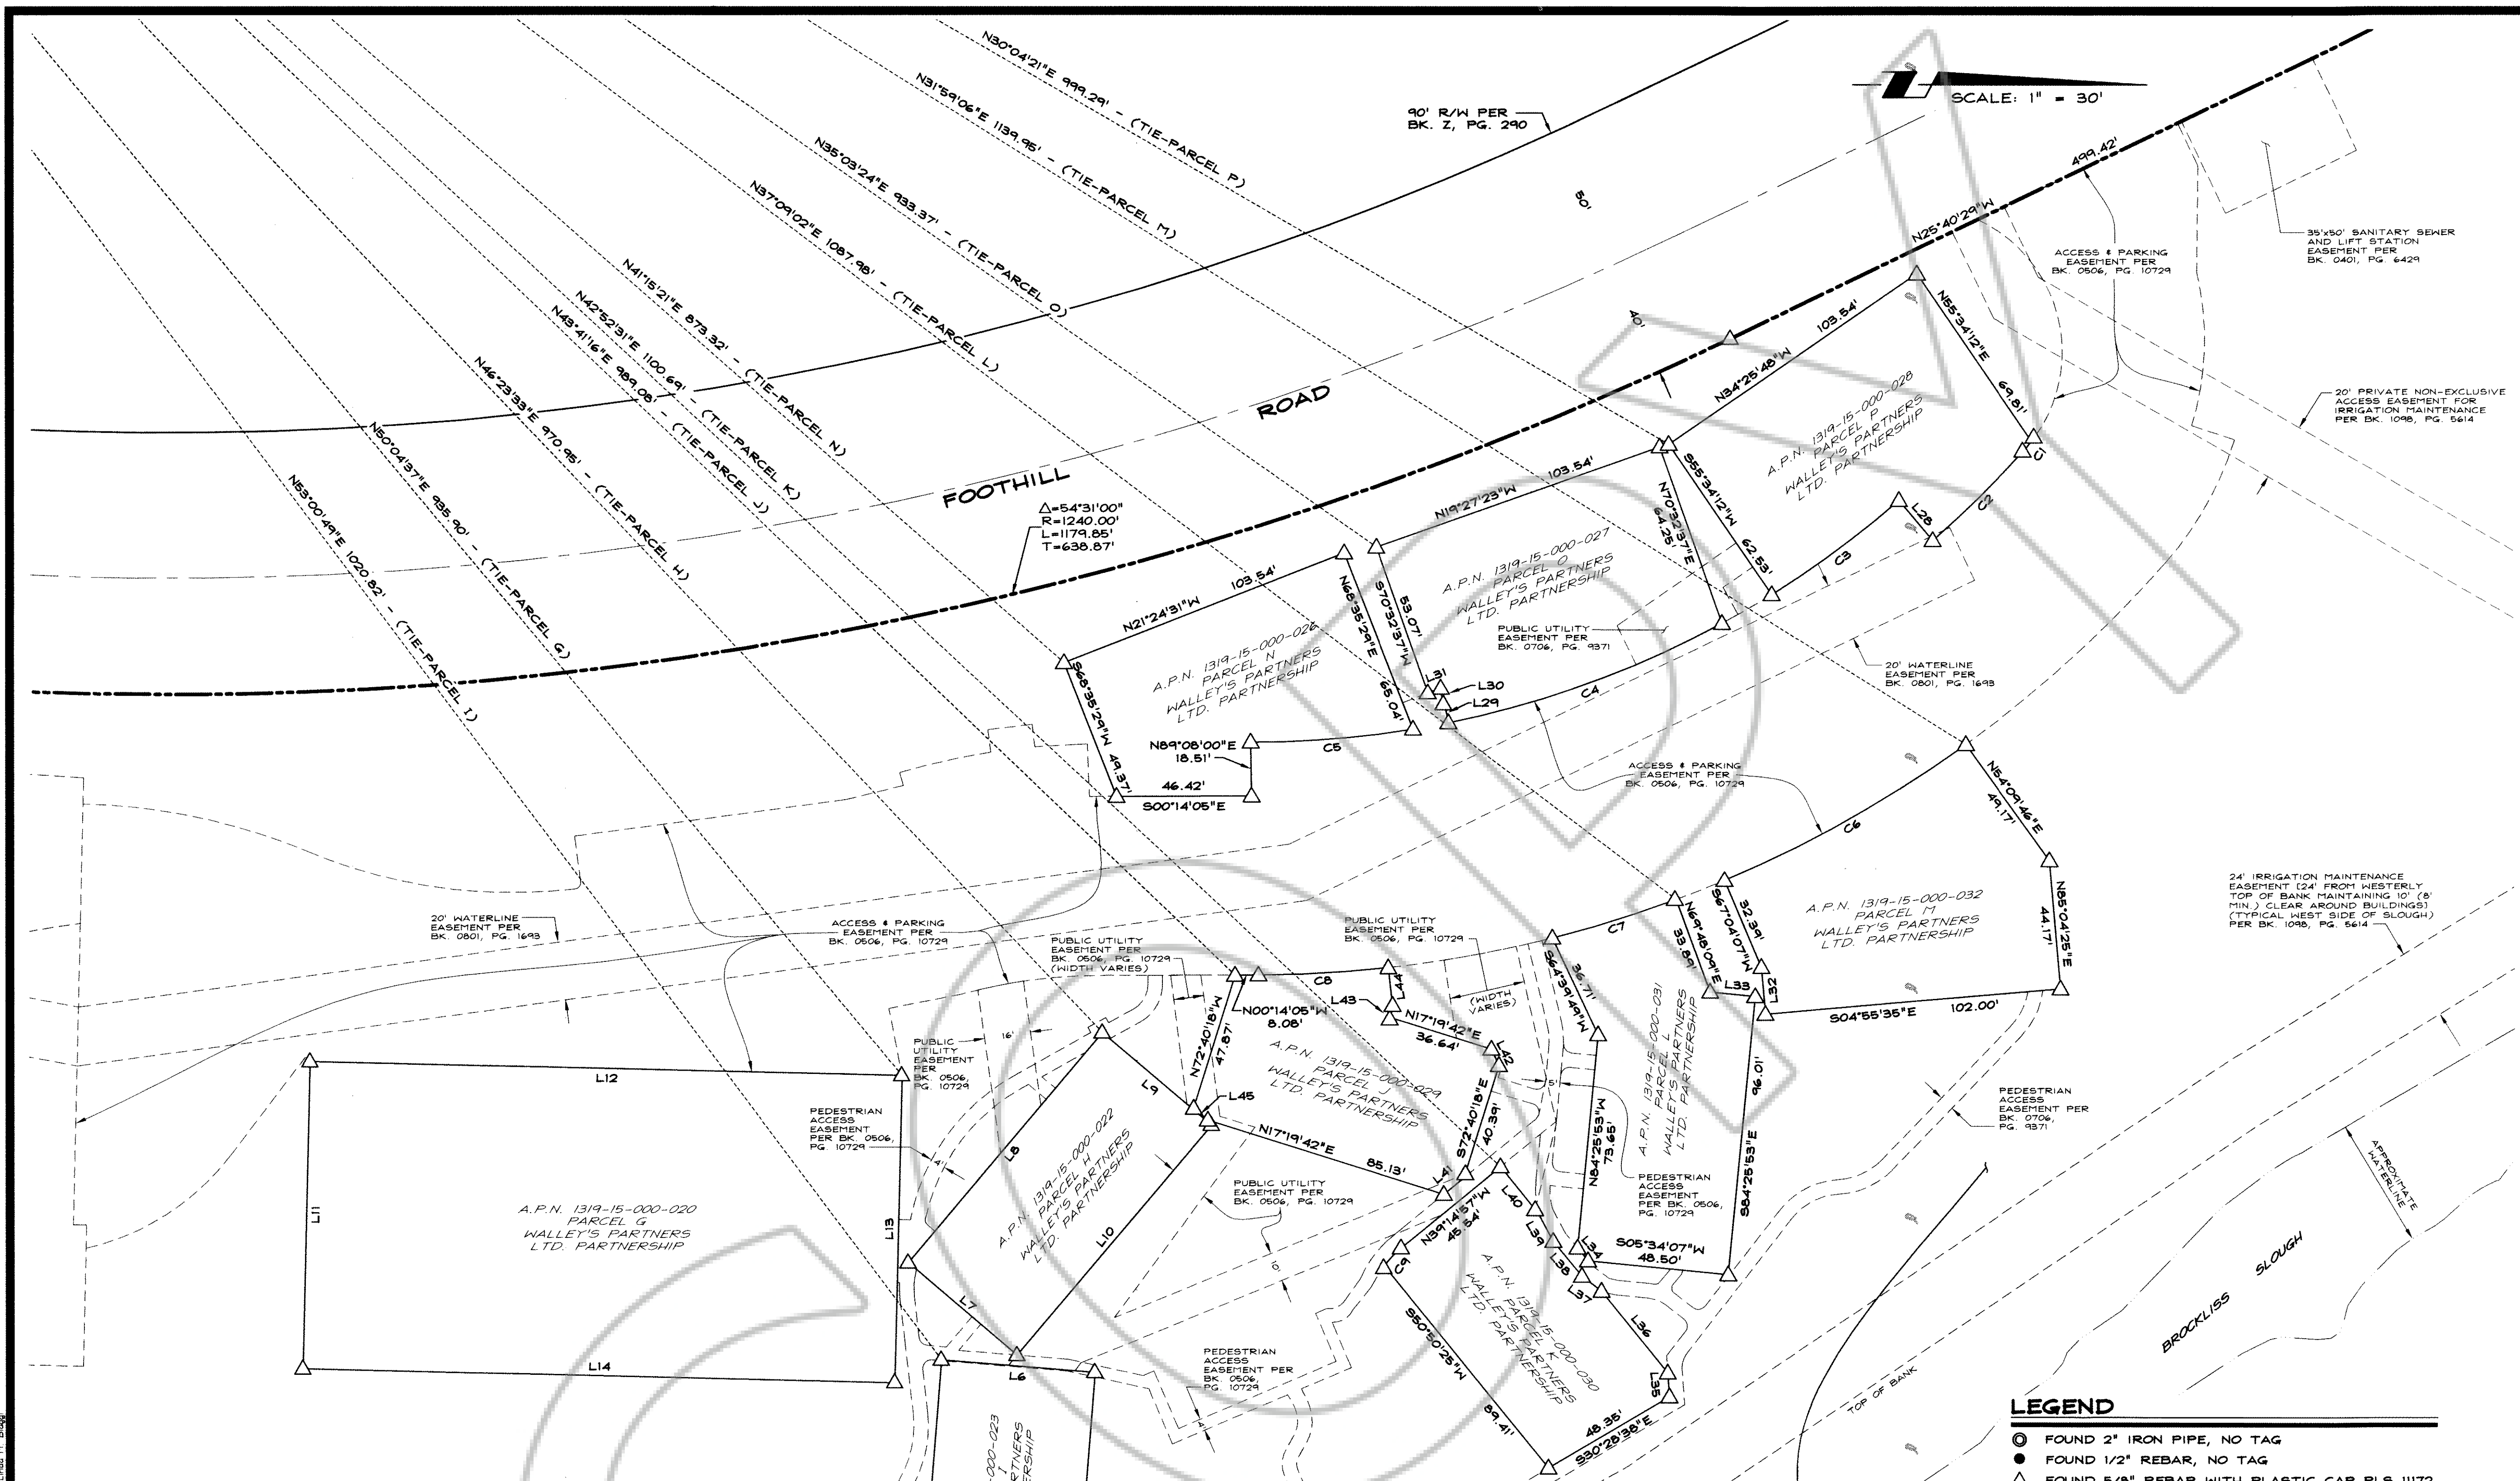 N30°04'21"E 999.29' - (TIE-PARCEL P)
N31°59'06"E 1139.95' - (TIE-PARCEL M)
N35°03'24"E 933.37' - (TIE-PARCEL O)
N37°09'02"E 1087.98' - (TIE-PARCEL L)
N41°15'21"E 873.32' - (TIE-PARCEL N)
N42°52'31"E 1100.69' - (TIE-PARCEL K)
N43°41'16"E 989.08' - (TIE-PARCEL J)
N46°23'33"E 970.95' - (TIE-PARCEL H)
N50°04'37"E 935.90' - (TIE-PARCEL G)
N53°00'49"E 1020.82' - (TIE-PARCEL I)
90' R/W PER
BK. Z, PG. 290
SCALE: 1" = 30'
50'
40'
499.42'
N25°40'29"W
ACCESS & PARKING
EASEMENT PER
BK. 0506, PG. 10729
35'x50' SANITARY SEWER
AND LIFT STATION
EASEMENT PER
BK. 0401, PG. 6429
20' PRIVATE NON-EXCLUSIVE
ACCESS EASEMENT FOR
IRRIGATION MAINTENANCE
PER BK. 1098, PG. 5614
FOOTHILL
ROAD
Δ=54°31'00"
R=1240.00'
L=1179.85'
T=638.87'
N34°25'48"W
103.54'
N55°34'12"E
69.81'
C1
C2
L28
C3
S55°34'12"W
62.53'
A.P.N. 1319-15-000-028
PARCEL P
WALLEY'S PARTNERS
LTD. PARTNERSHIP
N19°27'23"W
103.54'
N70°32'37"E
64.25'
S70°32'37"W
53.07'
A.P.N. 1319-15-000-027
PARCEL O
WALLEY'S PARTNERS
LTD. PARTNERSHIP
PUBLIC UTILITY
EASEMENT PER
BK. 0706, PG. 9371
L31
L30
L29
C4
20' WATERLINE
EASEMENT PER
BK. 0801, PG. 1693
N21°24'31"W
103.54'
N68°35'29"E
65.04'
A.P.N. 1319-15-000-026
PARCEL N
WALLEY'S PARTNERS
LTD. PARTNERSHIP
S68°35'29"W
49.37'
46.42'
S00°14'05"E
N89°08'00"E
18.51'
C5
ACCESS & PARKING
EASEMENT PER
BK. 0506, PG. 10729
C6
N54°09'46"E
49.17'
N85°04'25"E
44.17'
S04°55'35"E
102.00'
S67°04'07"W
32.39'
L32
A.P.N. 1319-15-000-032
PARCEL M
WALLEY'S PARTNERS
LTD. PARTNERSHIP
24' IRRIGATION MAINTENANCE
EASEMENT [24' FROM WESTERLY
TOP OF BANK MAINTAINING 10' (8'
MIN.) CLEAR AROUND BUILDINGS]
(TYPICAL WEST SIDE OF SLOUGH)
PER BK. 1098, PG. 5614
20' WATERLINE
EASEMENT PER
BK. 0801, PG. 1693
ACCESS & PARKING
EASEMENT PER
BK. 0506, PG. 10729
PUBLIC UTILITY
EASEMENT PER
BK. 0506, PG. 10729
(WIDTH VARIES)
PUBLIC UTILITY
EASEMENT PER
BK. 0506, PG. 10729
(WIDTH
VARIES)
C7
N69°48'09"E
33.89'
L33
S64°39'49"W
36.71'
A.P.N. 1319-15-000-031
PARCEL L
WALLEY'S PARTNERS
LTD. PARTNERSHIP
96.01'
S84°25'53"E
N84°25'53"W
73.65'
S05°34'07"W
48.50'
L34
5'
C8
L44
L43
N17°19'42"E
36.64'
L42
N00°14'05"W
8.08'
N72°40'18"W
47.87'
A.P.N. 1319-15-000-029
PARCEL J
WALLEY'S PARTNERS
LTD. PARTNERSHIP
S72°40'18"E
40.39'
L45
N17°19'42"E
85.13'
L41
16'
PUBLIC
UTILITY
EASEMENT
PER
BK. 0506,
PG. 10729
PEDESTRIAN
ACCESS
EASEMENT
PER BK. 0506,
PG. 10729
4'
L9
L8
L10
L7
A.P.N. 1319-15-000-022
PARCEL H
WALLEY'S PARTNERS
LTD. PARTNERSHIP
PUBLIC UTILITY
EASEMENT PER
BK. 0506, PG. 10729
10'
L12
L11
L13
L14
A.P.N. 1319-15-000-020
PARCEL G
WALLEY'S PARTNERS
LTD. PARTNERSHIP
L6
PEDESTRIAN
ACCESS
EASEMENT PER
BK. 0506,
PG. 10729
4'
N39°14'57"W
45.54'
C9
L40
L39
L38
L37
L36
L35
A.P.N. 1319-15-000-030
PARCEL K
WALLEY'S PARTNERS
LTD. PARTNERSHIP
S50°50'25"W
89.41'
48.35'
S30°28'38"E
PEDESTRIAN
ACCESS
EASEMENT
PER BK. 0506,
PG. 10729
PEDESTRIAN
ACCESS
EASEMENT PER
BK. 0706,
PG. 9371
APPROXIMATE
WATERLINE
BROCKLISS SLOUGH
TOP OF BANK
000-023
I
RTNERS
ERSHIP
LEGEND
FOUND 2" IRON PIPE, NO TAG
FOUND 1/2" REBAR, NO TAG
FOUND 5/8" REBAR WITH PLASTIC CAP PLS 11172
COPY